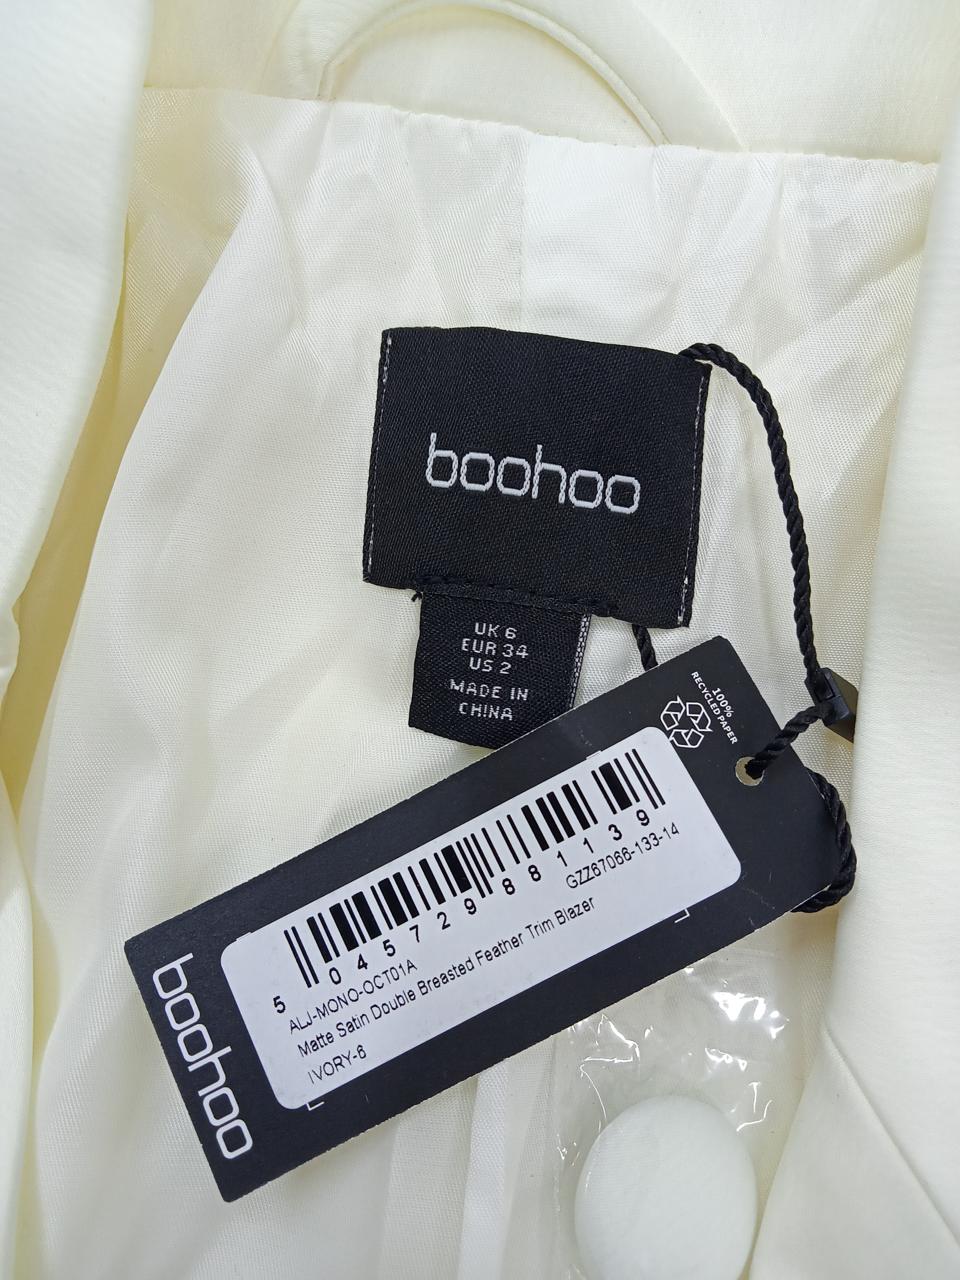 boohoo
UK 6
EUR 34
US 2
MADE IN
CHINA
100%
RECYCLED PAPER
5 045729 881139
GZZ67066-133-14
ALJ-MONO-OCT01A
Matte Satin Double Breasted Feather Trim Blazer
IVORY-6
boohoo